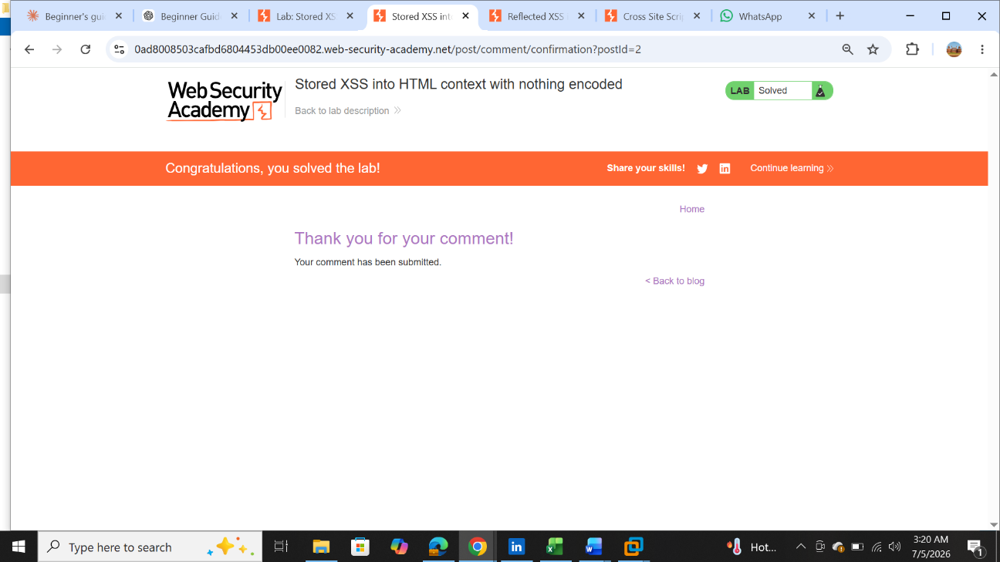 Beginner's gui
Beginner Guid
Lab: Stored XS
Stored XSS int
Reflected XSS
Cross Site Scri
WhatsApp
0ad8008503cafbd6804453db00ee0082.web-security-academy.net/post/comment/confirmation?postId=2
Web Security
Academy
Stored XSS into HTML context with nothing encoded
Back to lab description
LAB Solved
Congratulations, you solved the lab!
Share your skills!
Continue learning
Home
Thank you for your comment!
Your comment has been submitted.
< Back to blog
Type here to search
Hot...
3:20 AM
7/5/2026
1